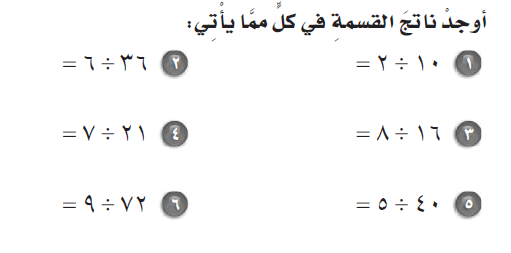 أوجدْ ناتجَ القسمةِ في كلٍّ ممَّا يأْتِي:
١ ١٠ ÷ ٢ =
٢ ٣٦ ÷ ٦ =
٣ ١٦ ÷ ٨ =
٤ ٢١ ÷ ٧ =
٥ ٤٠ ÷ ٥ =
٦ ٧٢ ÷ ٩ =